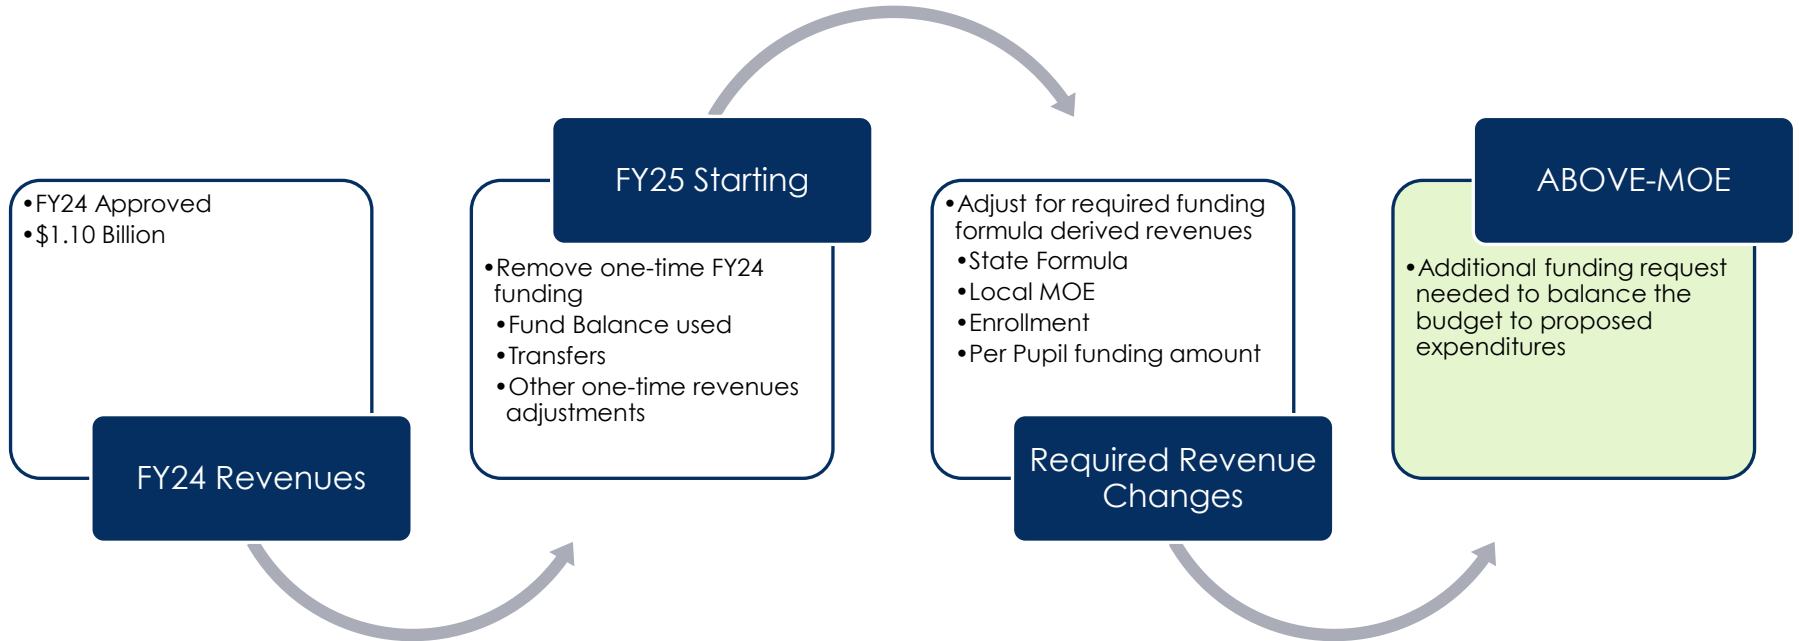 •FY24 Approved
•$1.10 Billion
FY24 Revenues
FY25 Starting
•Remove one-time FY24
funding
•Fund Balance used
•Transfers
•Other one-time revenues
adjustments
•Adjust for required funding
formula derived revenues
•State Formula
•Local MOE
•Enrollment
•Per Pupil funding amount
Required Revenue
Changes
ABOVE-MOE
•Additional funding request
needed to balance the
budget to proposed
expenditures